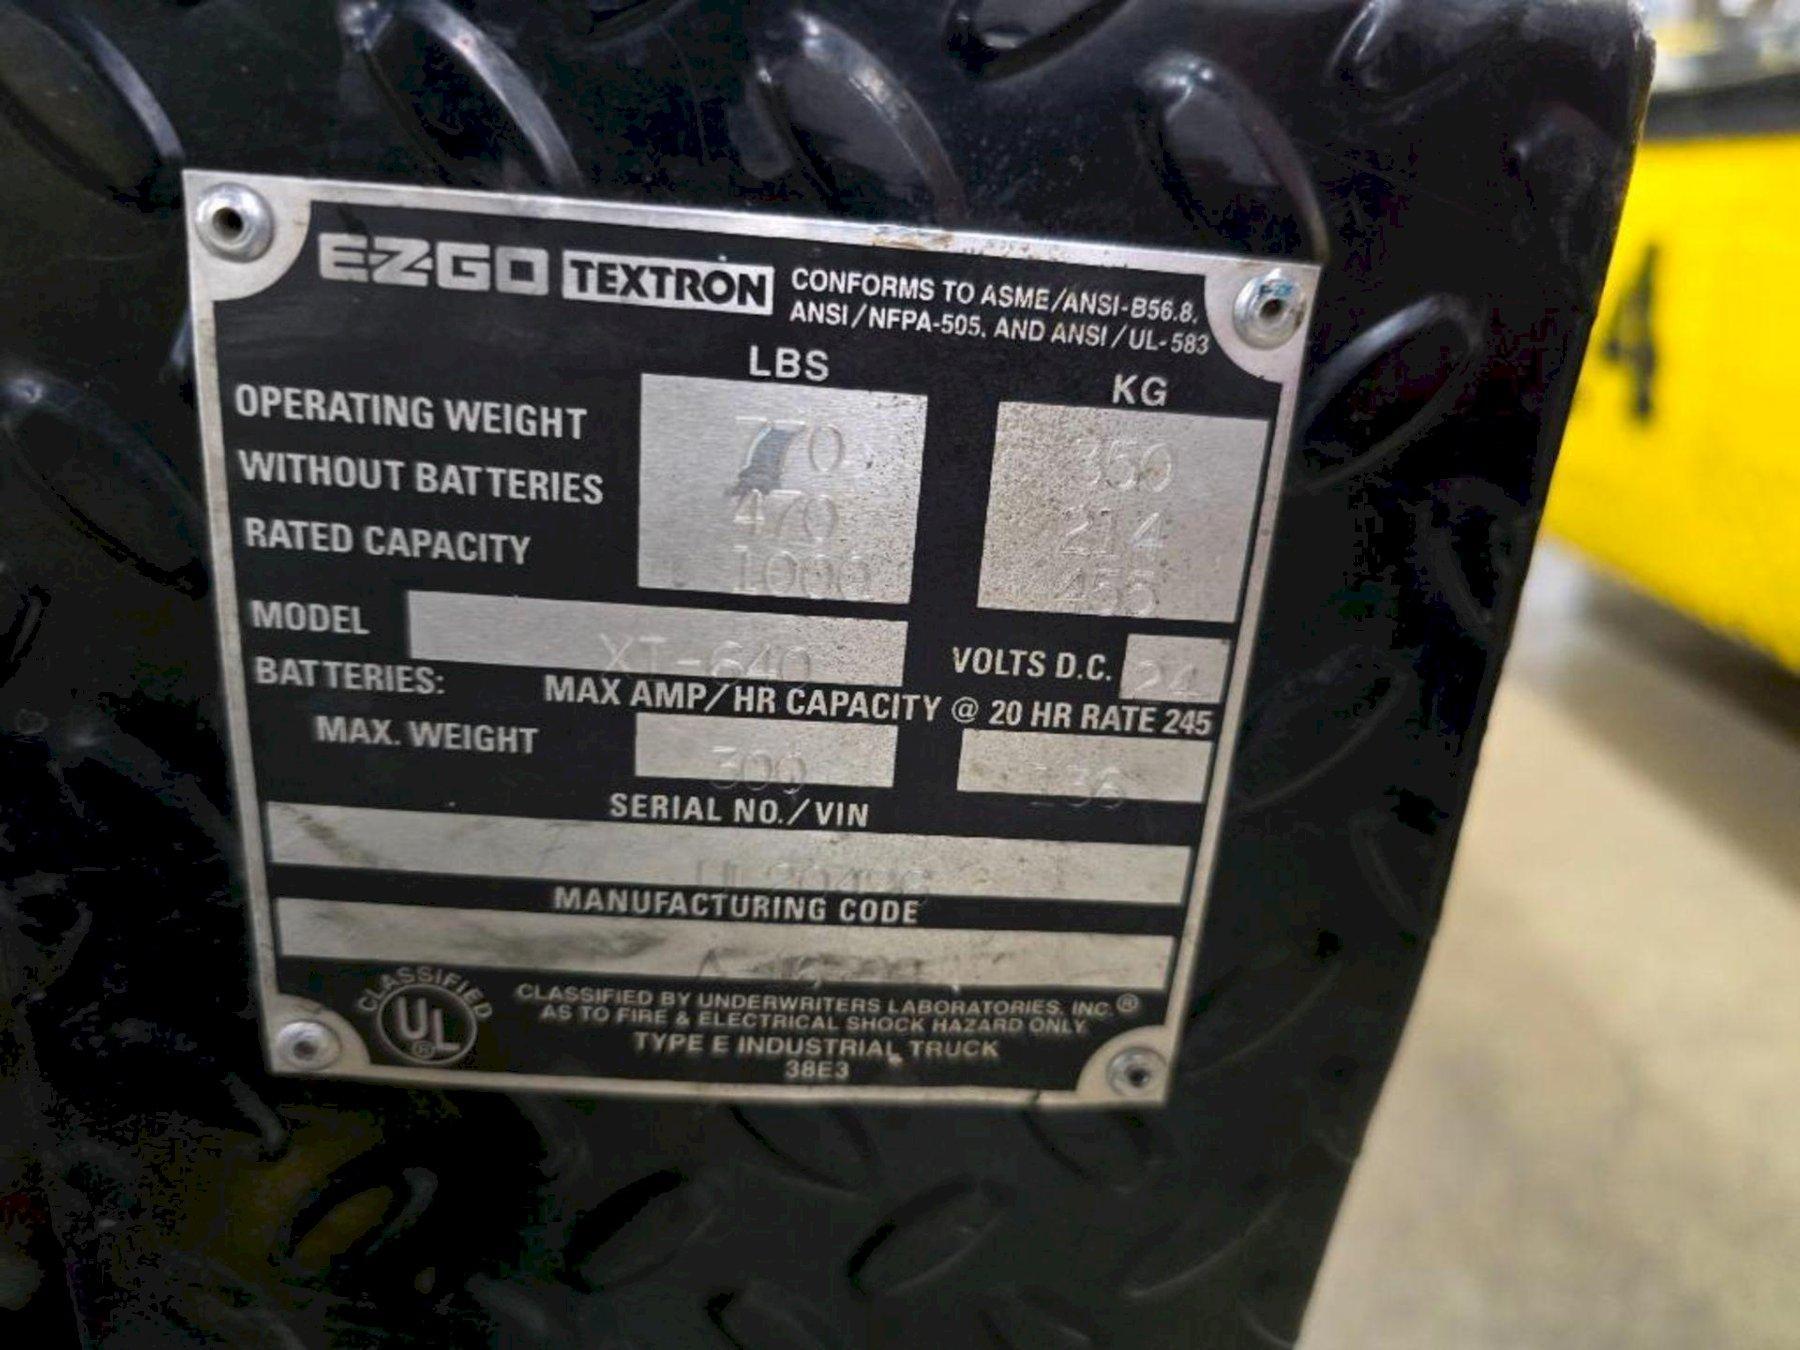 E-Z-GO TEXTRON CONFORMS TO ASME/ANSI-B56.8,
ANSI/NFPA-505, AND ANSI/UL-583
LBS KG
OPERATING WEIGHT 770 350
WITHOUT BATTERIES 470 214
RATED CAPACITY 1000 455
MODEL XT-640 VOLTS D.C. 24
BATTERIES: MAX AMP/HR CAPACITY @ 20 HR RATE 245
MAX. WEIGHT 300 136
SERIAL NO./VIN
MANUFACTURING CODE
CLASSIFIED
UL®
CLASSIFIED BY UNDERWRITERS LABORATORIES, INC.®
AS TO FIRE & ELECTRICAL SHOCK HAZARD ONLY
TYPE E INDUSTRIAL TRUCK
38E3
4